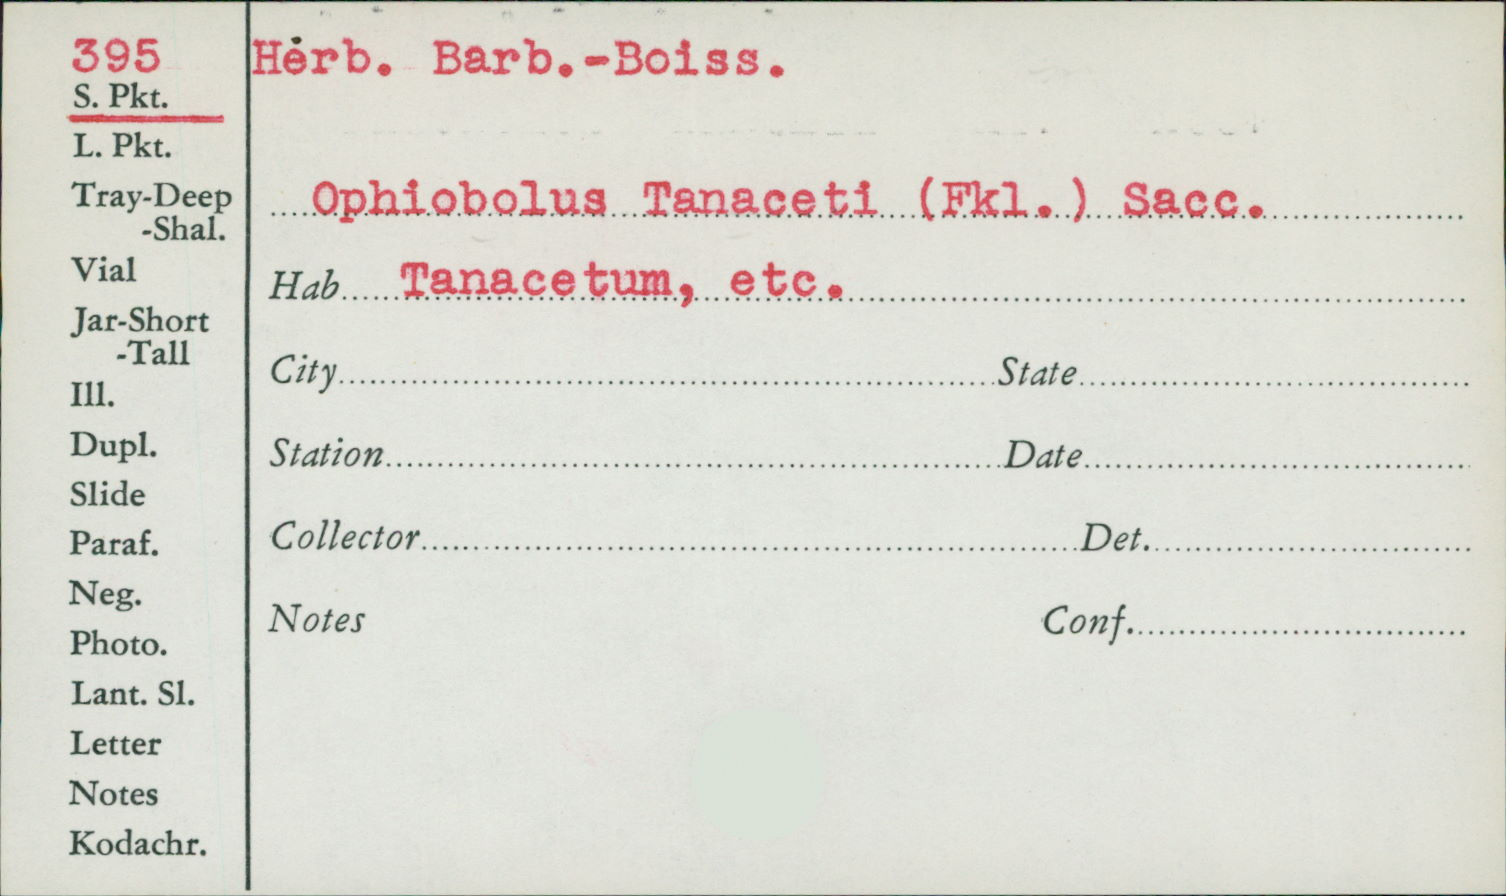 395
S. Pkt.
L. Pkt.
Tray-Deep
-Shal.
Vial
Jar-Short
-Tall
Ill.
Dupl.
Slide
Paraf.
Neg.
Photo.
Lant. Sl.
Letter
Notes
Kodachr.
Herb. Barb.-Boiss.
Ophiobolus Tanaceti (Fkl.) Sacc.
Hab Tanacetum, etc.
City State
Station Date
Collector Det.
Notes Conf.